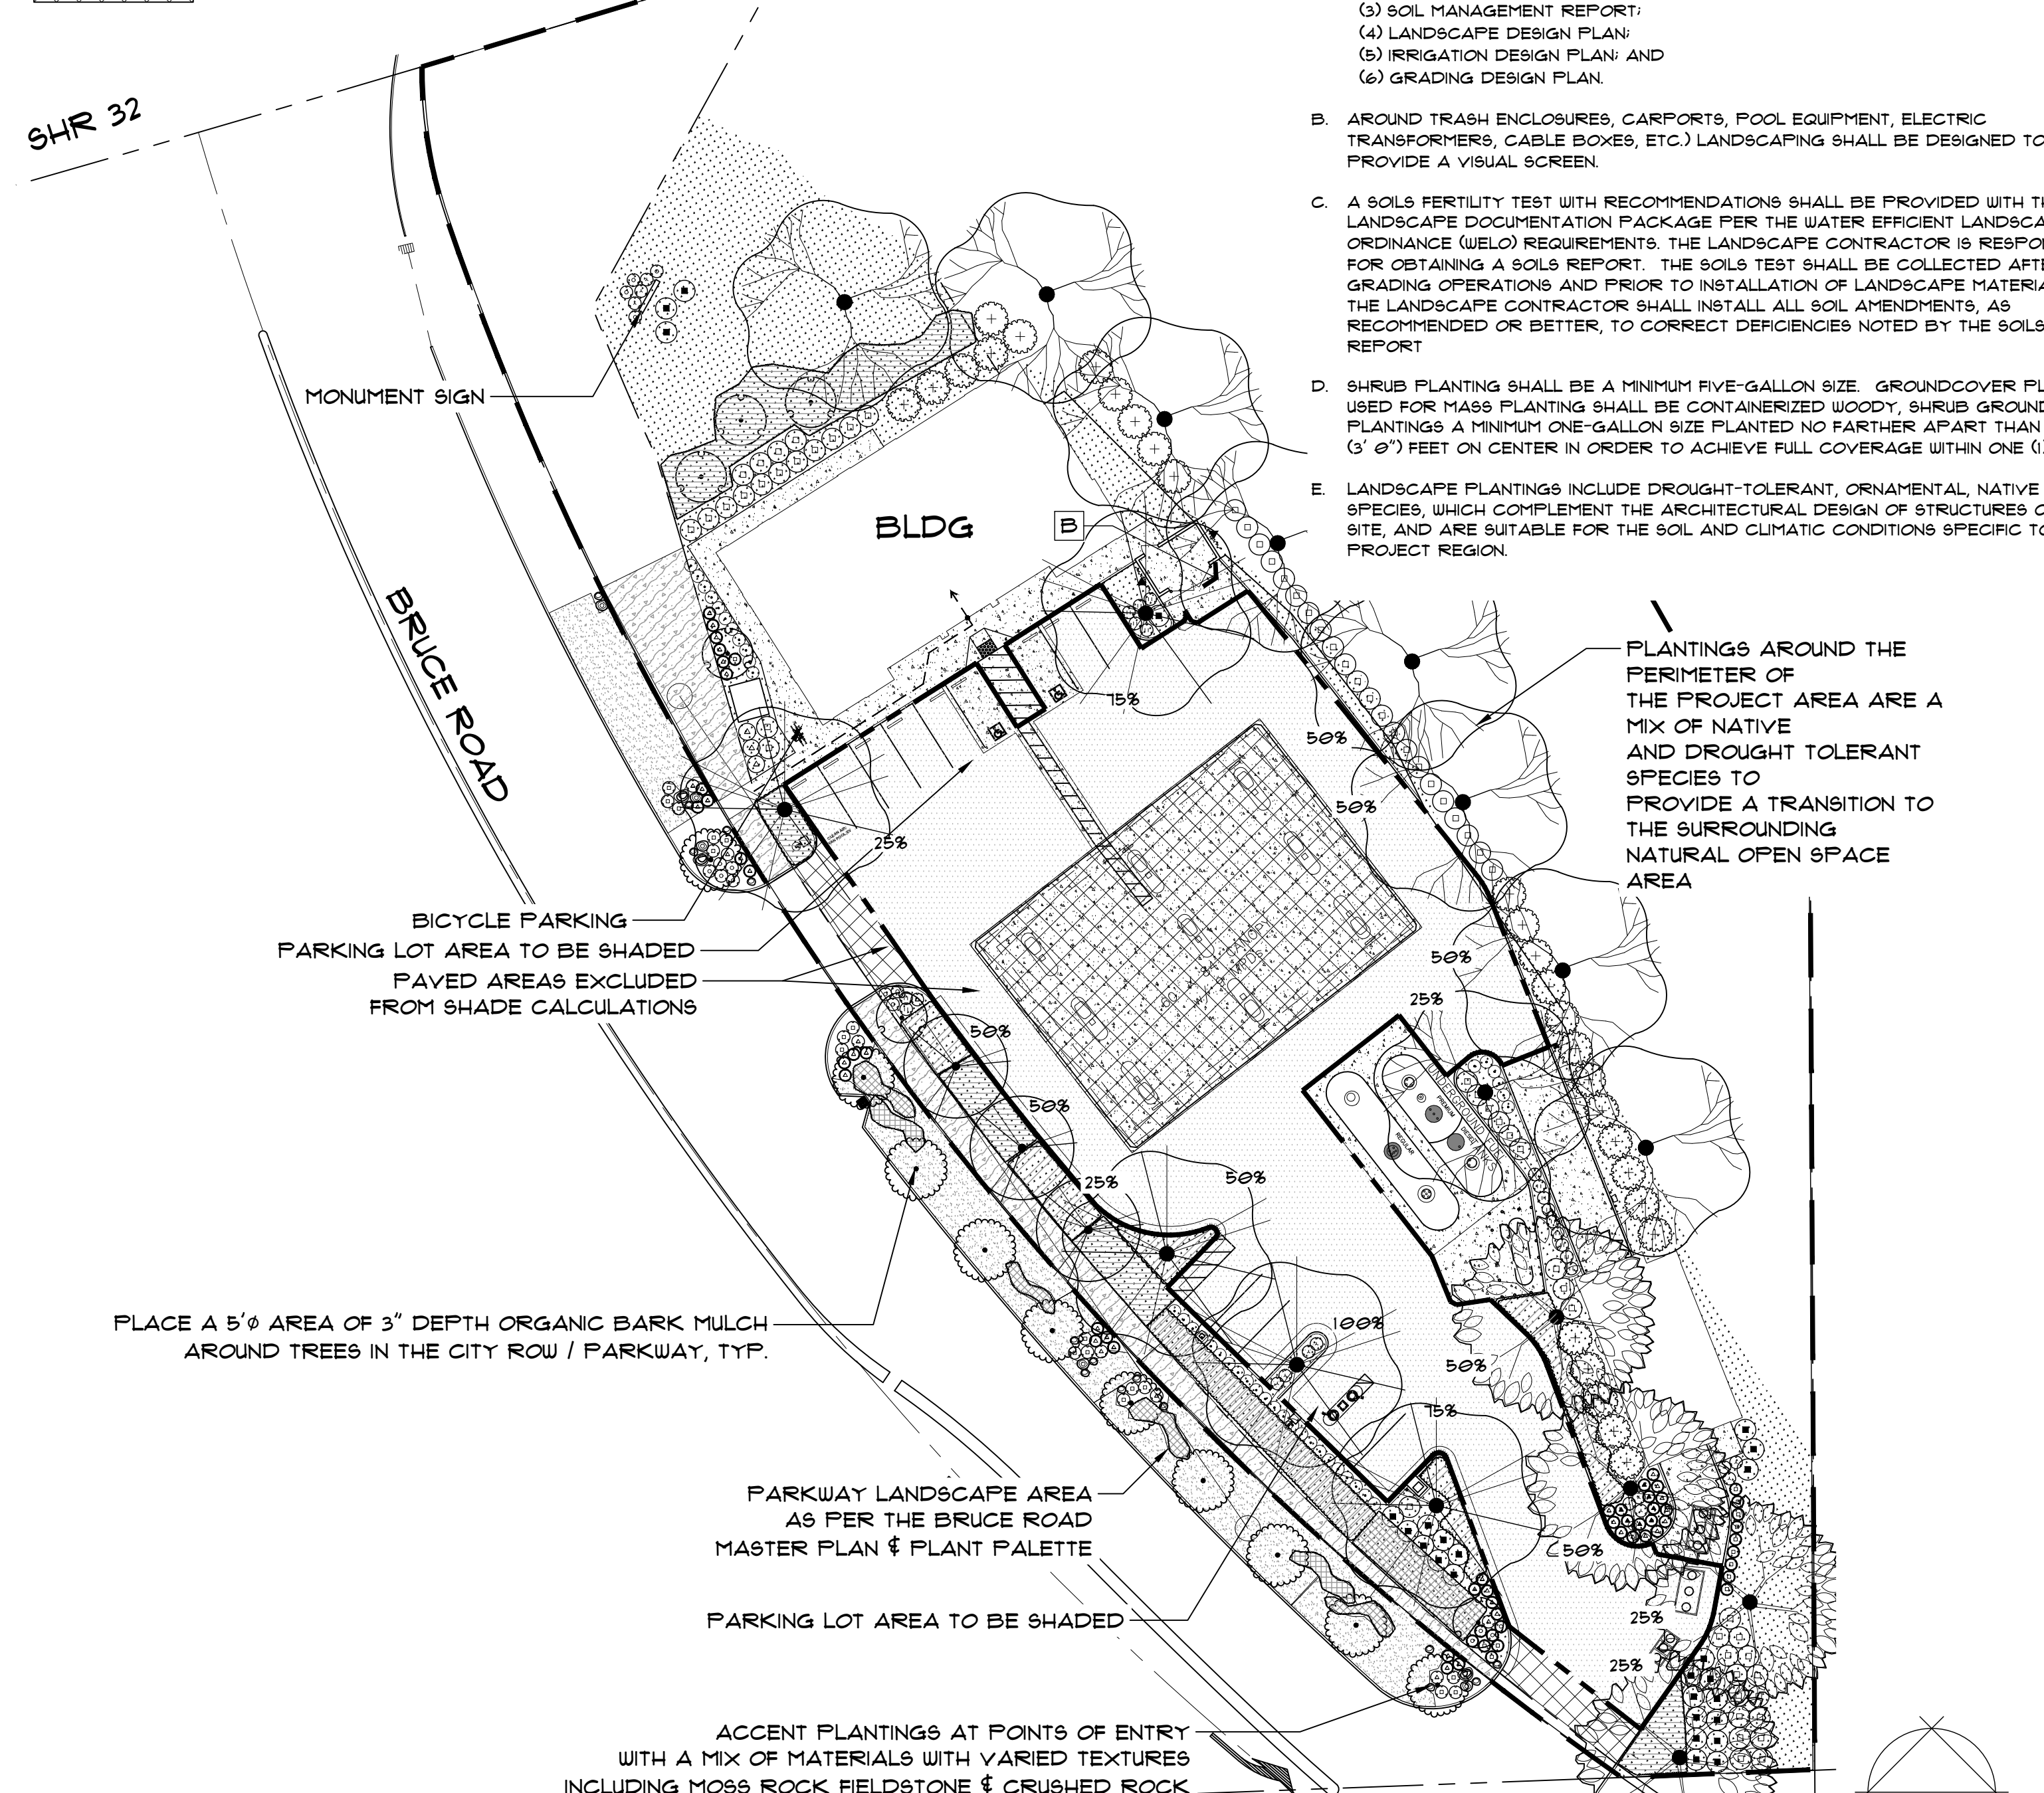 (3) SOIL MANAGEMENT REPORT;
(4) LANDSCAPE DESIGN PLAN;
(5) IRRIGATION DESIGN PLAN; AND
(6) GRADING DESIGN PLAN.
B. AROUND TRASH ENCLOSURES, CARPORTS, POOL EQUIPMENT, ELECTRIC
TRANSFORMERS, CABLE BOXES, ETC.) LANDSCAPING SHALL BE DESIGNED TO
PROVIDE A VISUAL SCREEN.
C. A SOILS FERTILITY TEST WITH RECOMMENDATIONS SHALL BE PROVIDED WITH
LANDSCAPE DOCUMENTATION PACKAGE PER THE WATER EFFICIENT
ORDINANCE (WELO) REQUIREMENTS. THE LANDSCAPE CONTRACTOR IS
FOR OBTAINING A SOILS REPORT. THE SOILS TEST SHALL BE COLLECTED
GRADING OPERATIONS AND PRIOR TO INSTALLATION OF LANDSCAPE
THE LANDSCAPE CONTRACTOR SHALL INSTALL ALL SOIL AMENDMENTS, AS
RECOMMENDED OR BETTER, TO CORRECT DEFICIENCIES NOTED BY THE SOILS
REPORT
D. SHRUB PLANTING SHALL BE A MINIMUM FIVE-GALLON SIZE. GROUNDCOVER
USED FOR MASS PLANTING SHALL BE CONTAINERIZED WOODY, SHRUB
PLANTINGS A MINIMUM ONE-GALLON SIZE PLANTED NO FARTHER APART THAN
(3' 0") FEET ON CENTER IN ORDER TO ACHIEVE FULL COVERAGE WITHIN ONE
E. LANDSCAPE PLANTINGS INCLUDE DROUGHT-TOLERANT, ORNAMENTAL, NATIVE
SPECIES, WHICH COMPLEMENT THE ARCHITECTURAL DESIGN OF STRUCTURES
SITE, AND ARE SUITABLE FOR THE SOIL AND CLIMATIC CONDITIONS SPECIFIC TO
PROJECT REGION.
SHR 32
MONUMENT SIGN
BLDG
B
BRUCE ROAD
PLANTINGS AROUND THE
PERIMETER OF
THE PROJECT AREA ARE A
MIX OF NATIVE
AND DROUGHT TOLERANT
SPECIES TO
PROVIDE A TRANSITION TO
THE SURROUNDING
NATURAL OPEN SPACE
AREA
75%
50%
50%
25%
BICYCLE PARKING
PARKING LOT AREA TO BE SHADED
PAVED AREAS EXCLUDED
FROM SHADE CALCULATIONS
50%
25%
50%
50%
UNDERGROUND FUEL
TANKS
PREMIUM
DIESEL
REGULAR
25%
50%
100%
50%
75%
PLACE A 5'Ø AREA OF 3" DEPTH ORGANIC BARK MULCH
AROUND TREES IN THE CITY ROW / PARKWAY, TYP.
PARKWAY LANDSCAPE AREA
AS PER THE BRUCE ROAD
MASTER PLAN & PLANT PALETTE
50%
PARKING LOT AREA TO BE SHADED
25%
25%
ACCENT PLANTINGS AT POINTS OF ENTRY
WITH A MIX OF MATERIALS WITH VARIED TEXTURES
INCLUDING MOSS ROCK FIELDSTONE & CRUSHED ROCK